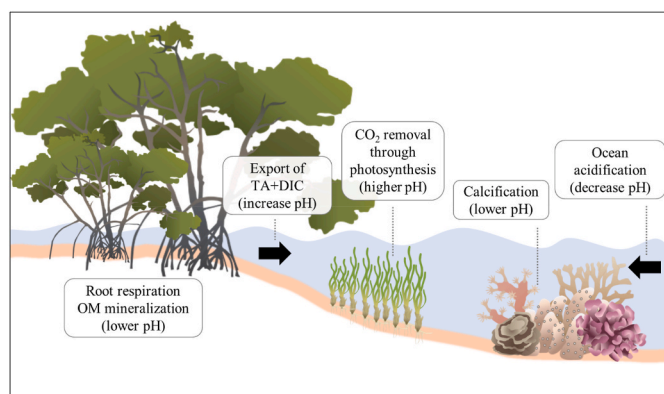 Export of
TA+DIC
(increase pH)
CO₂ removal
through
photosynthesis
(higher pH)
Calcification
(lower pH)
Ocean
acidification
(decrease pH)
Root respiration
OM mineralization
(lower pH)